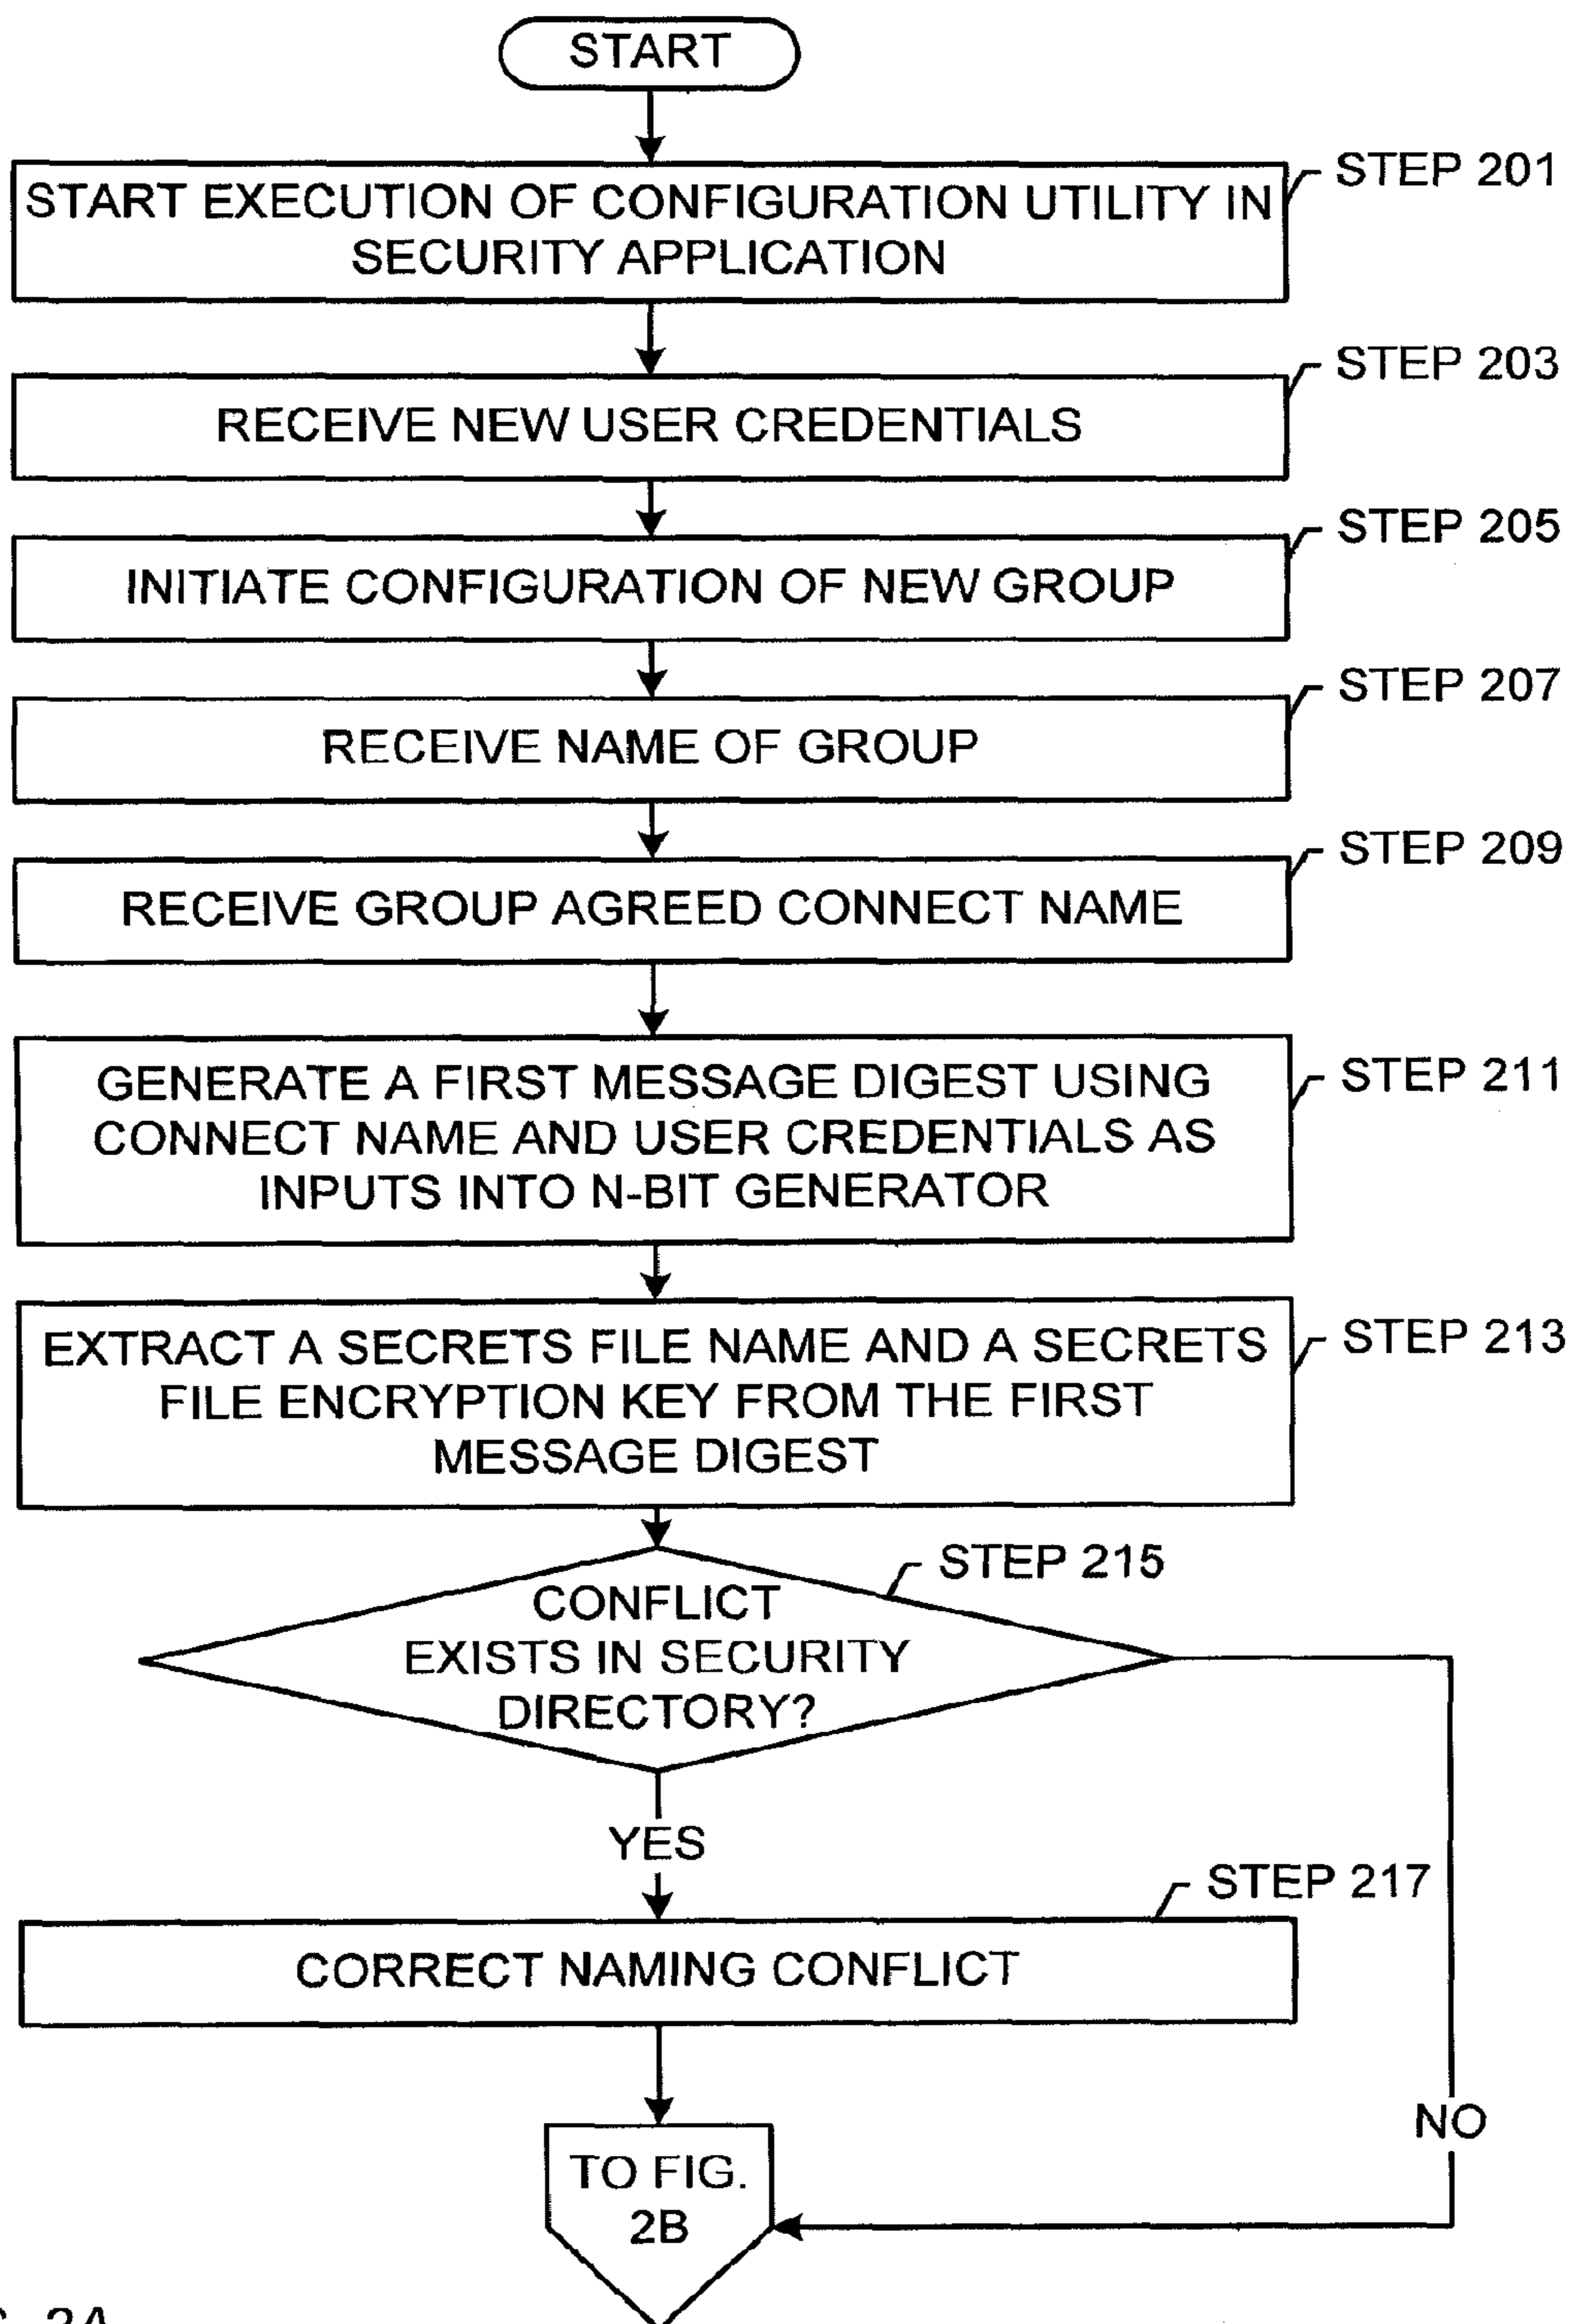 START
STEP 201
START EXECUTION OF CONFIGURATION UTILITY IN
SECURITY APPLICATION
STEP 203
RECEIVE NEW USER CREDENTIALS
STEP 205
INITIATE CONFIGURATION OF NEW GROUP
STEP 207
RECEIVE NAME OF GROUP
STEP 209
RECEIVE GROUP AGREED CONNECT NAME
STEP 211
GENERATE A FIRST MESSAGE DIGEST USING
CONNECT NAME AND USER CREDENTIALS AS
INPUTS INTO N-BIT GENERATOR
STEP 213
EXTRACT A SECRETS FILE NAME AND A SECRETS
FILE ENCRYPTION KEY FROM THE FIRST
MESSAGE DIGEST
STEP 215
CONFLICT
EXISTS IN SECURITY
DIRECTORY?
YES
STEP 217
CORRECT NAMING CONFLICT
NO
TO FIG.
2B
2A